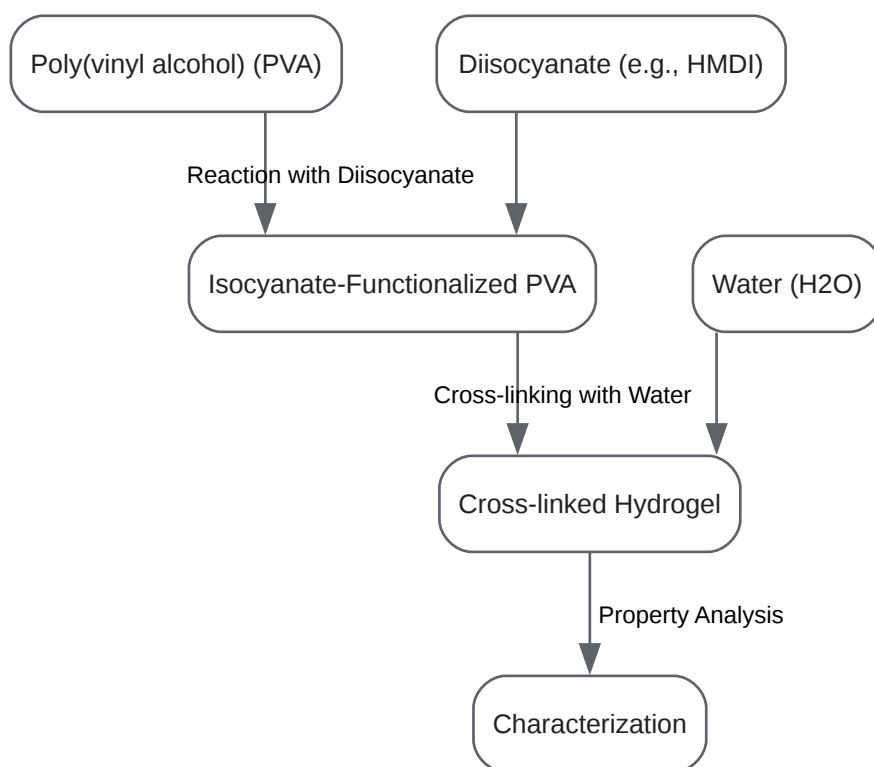 Poly(vinyl alcohol) (PVA)
Diisocyanate (e.g., HMDI)
Reaction with Diisocyanate
Isocyanate-Functionalized PVA
Water (H2O)
Cross-linking with Water
Cross-linked Hydrogel
Property Analysis
Characterization